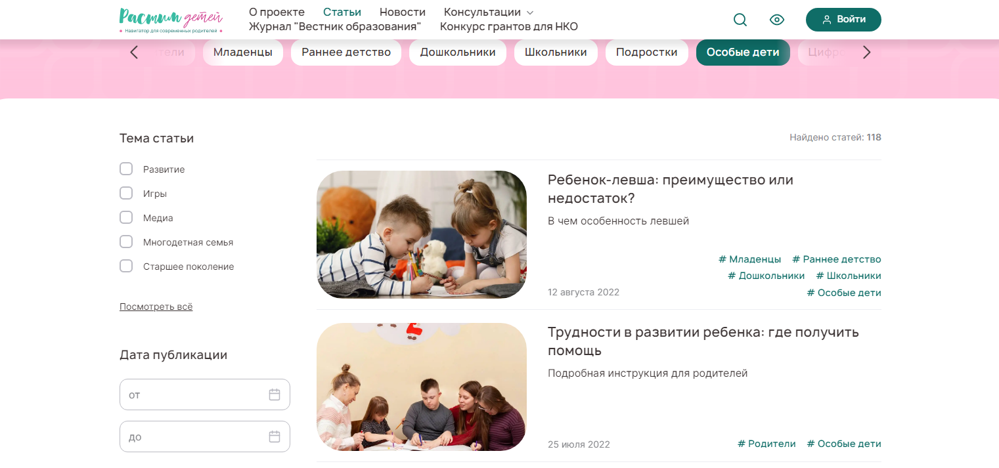 Растим детей
Навигатор для современных родителей
О проекте Статьи Новости Консультации
Журнал "Вестник образования" Конкурс грантов для НКО
Войти
Младенцы Раннее детство Дошкольники Школьники Подростки Особые дети
Тема статьи
Найдено статей: 118
Развитие
Игры
Медиа
Многодетная семья
Старшее поколение
Посмотреть всё
Дата публикации
от
до
Ребенок-левша: преимущество или
недостаток?
В чем особенность левшей
# Младенцы # Раннее детство
# Дошкольники # Школьники
12 августа 2022 # Особые дети
Трудности в развитии ребенка: где получить
помощь
Подробная инструкция для родителей
25 июля 2022 # Родители # Особые дети